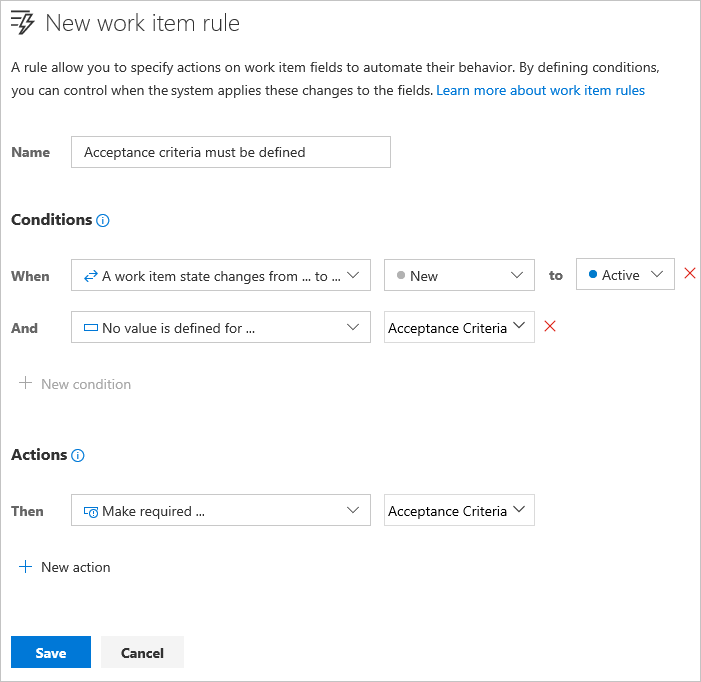 New work item rule
A rule allow you to specify actions on work item fields to automate their behavior. By defining conditions,
you can control when the system applies these changes to the fields. Learn more about work item rules
Name Acceptance criteria must be defined
Conditions
When A work item state changes from ... to ... New to Active
And No value is defined for ... Acceptance Criteria
New condition
Actions
Then Make required ... Acceptance Criteria
New action
Save Cancel